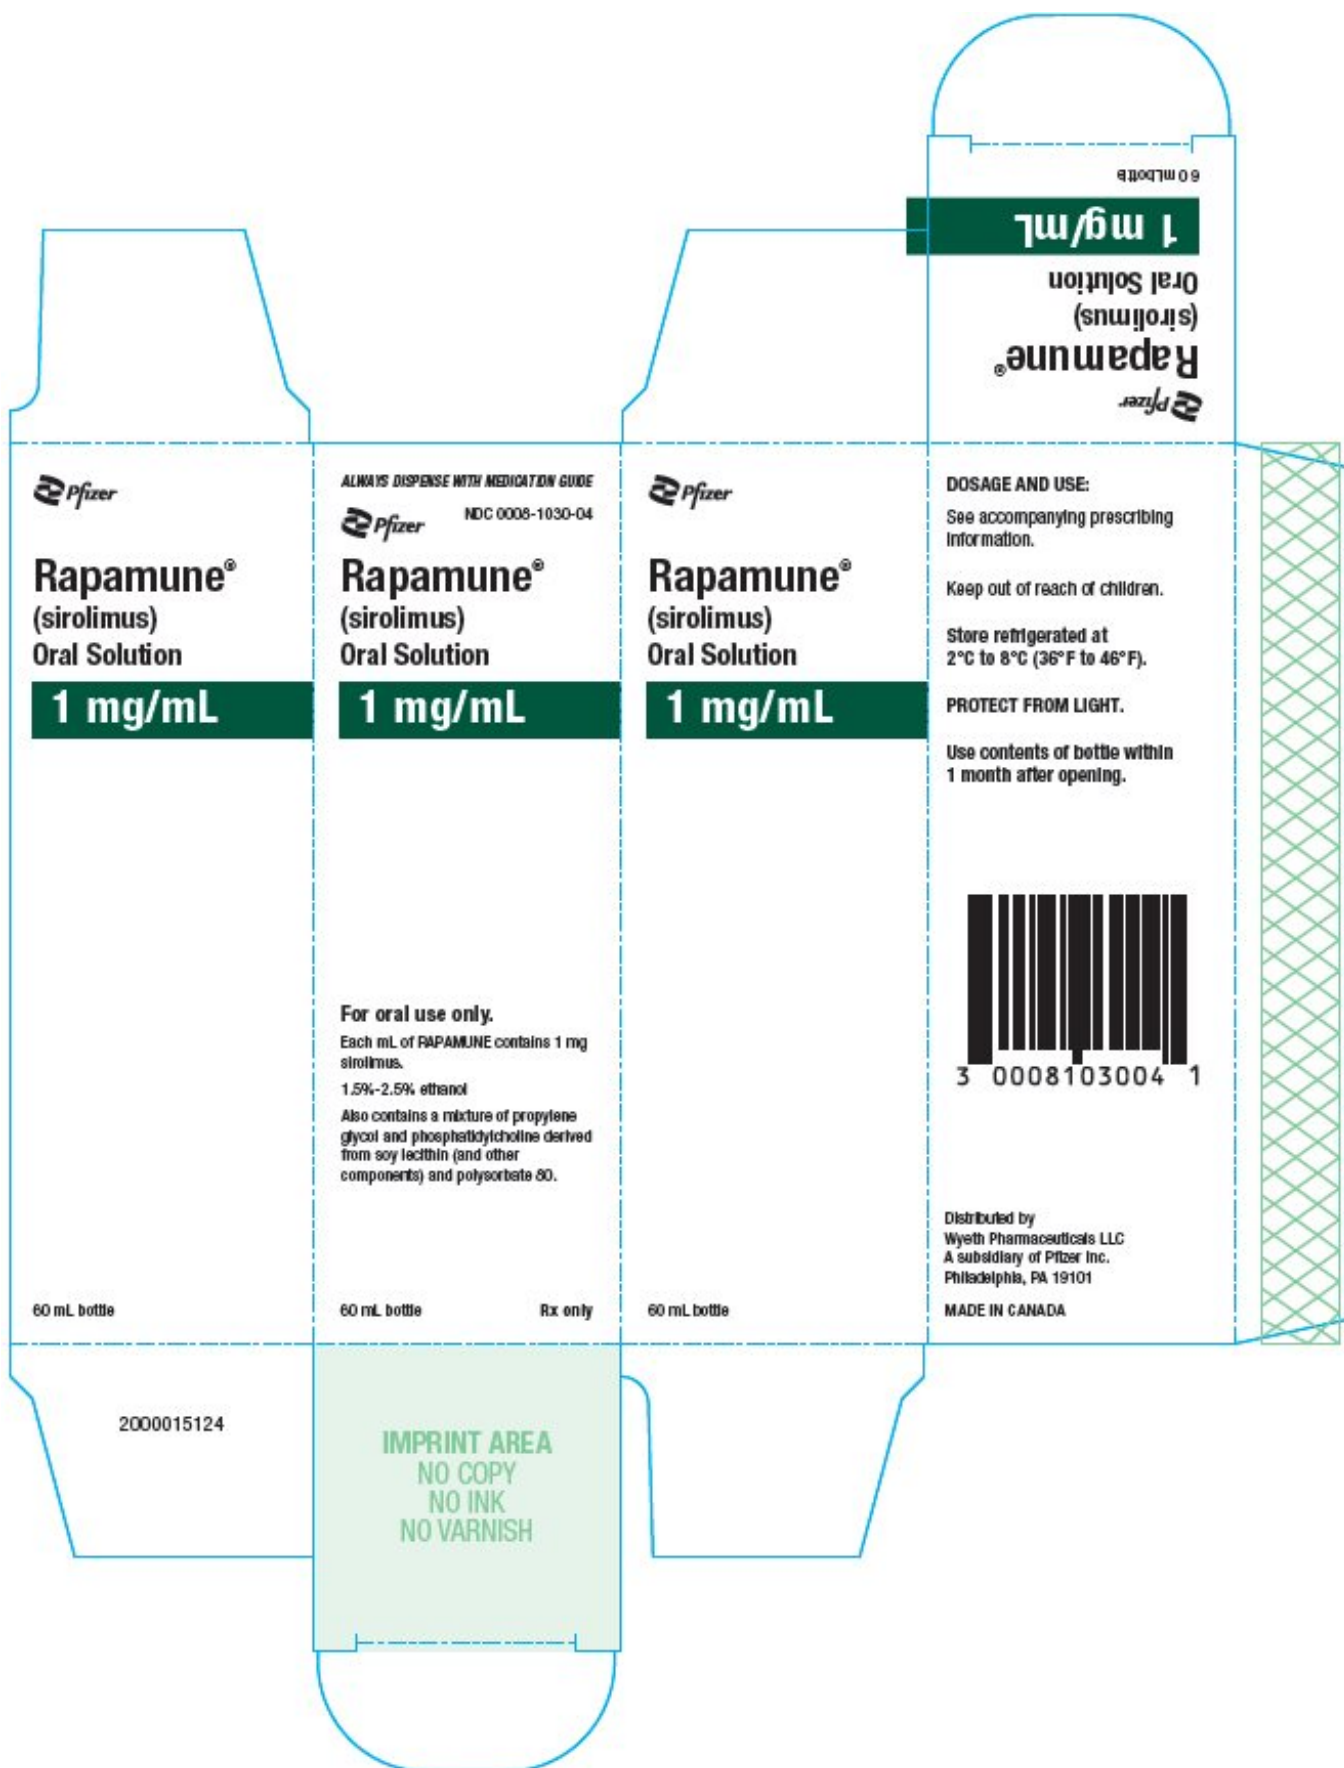 60 mL bottle
1 mg/mL
Oral Solution
(sirolimus)
Rapamune®
Pfizer
Pfizer
Rapamune®
(sirolimus)
Oral Solution
1 mg/mL
60 mL bottle
2000015124
ALWAYS DISPENSE WITH MEDICATION GUIDE
Pfizer
NDC 0008-1030-04
Rapamune®
(sirolimus)
Oral Solution
1 mg/mL
For oral use only.
Each mL of RAPAMUNE contains 1 mg
sirolimus.
1.5%-2.5% ethanol
Also contains a mixture of propylene
glycol and phosphatidylcholine derived
from soy lecithin (and other
components) and polysorbate 80.
60 mL bottle Rx only
IMPRINT AREA
NO COPY
NO INK
NO VARNISH
Pfizer
Rapamune®
(sirolimus)
Oral Solution
1 mg/mL
60 mL bottle
DOSAGE AND USE:
See accompanying prescribing
information.
Keep out of reach of children.
Store refrigerated at
2°C to 8°C (36°F to 46°F).
PROTECT FROM LIGHT.
Use contents of bottle within
1 month after opening.
3 0008103004 1
Distributed by
Wyeth Pharmaceuticals LLC
A subsidiary of Pfizer Inc.
Philadelphia, PA 19101
MADE IN CANADA